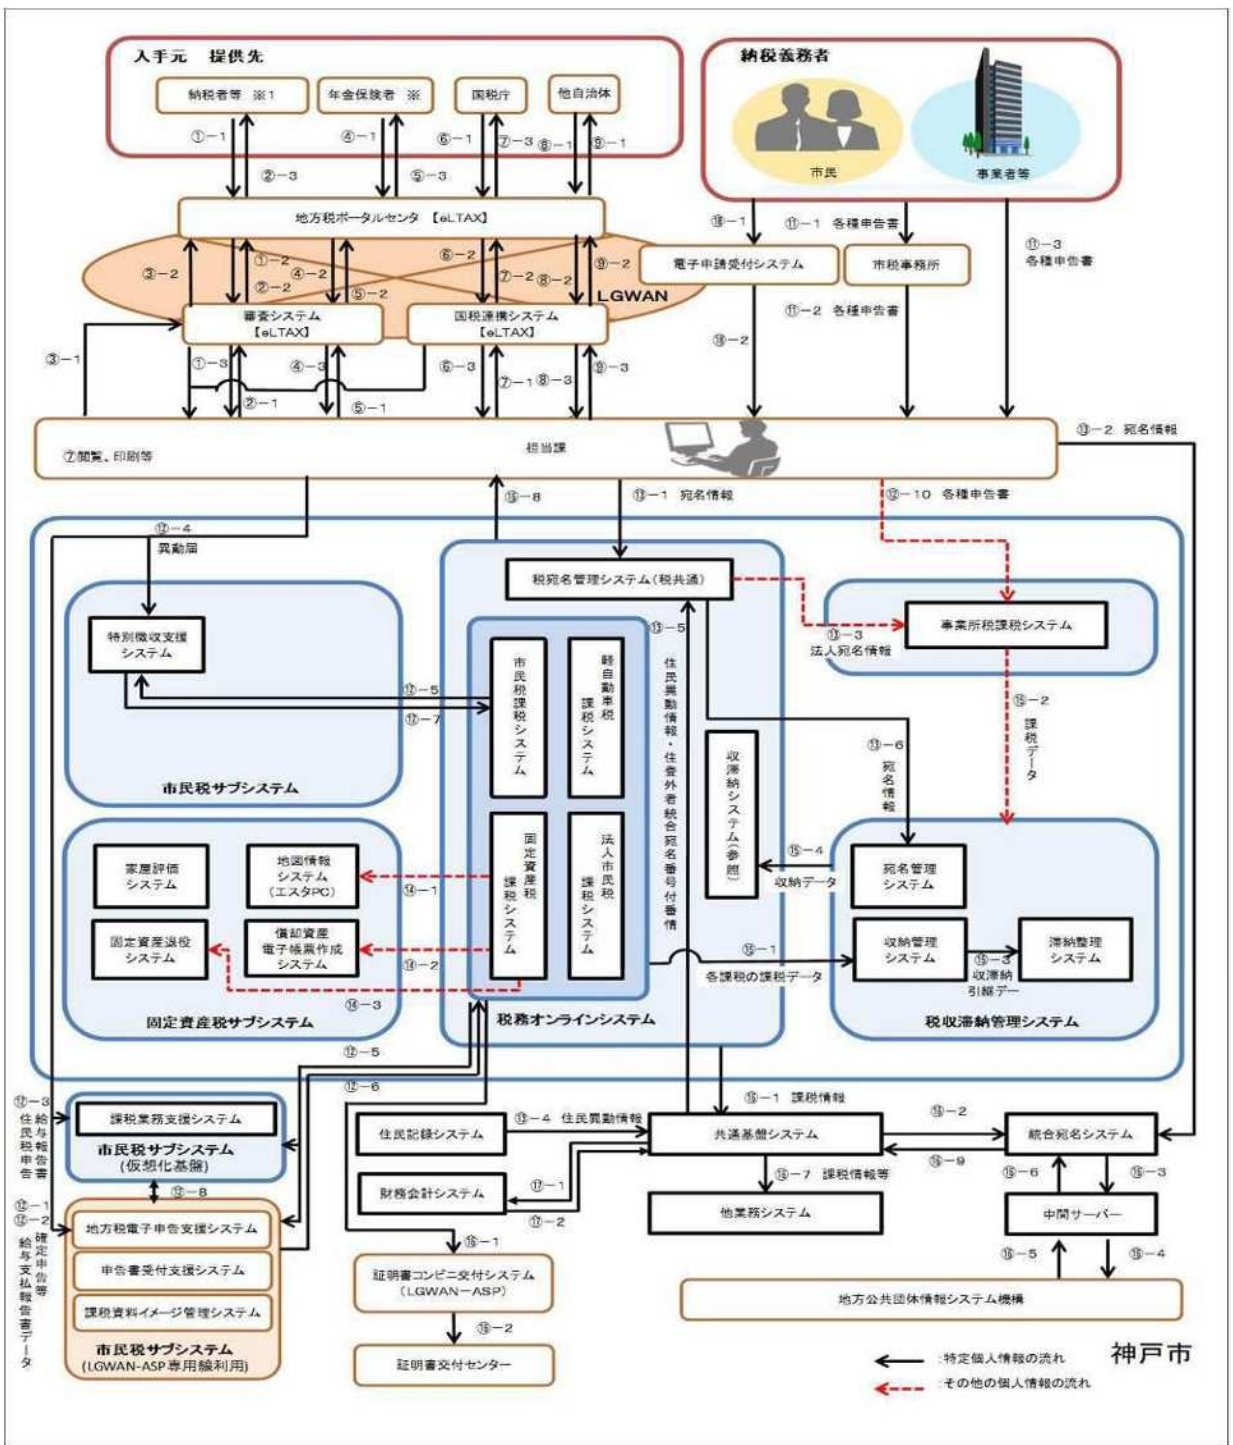 入手元　提供先
納税義務者
納税者等 ※1
年金保険者 ※
国税庁
他自治体
①-1
④-1
⑥-1
⑦-3
⑧-1
⑨-1
②-3
⑤-3
市民
事業者等
地方税ポータルセンタ 【eLTAX】
⑱-1
⑪-1 各種申告書
⑪-3
各種申告書
電子申請受付システム
市税事務所
③-2
①-2
②-2
④-2
⑤-2
⑥-2
⑦-2
⑧-2
⑨-2
LGWAN
審査システム
【eLTAX】
国税連携システム
【eLTAX】
⑪-2 各種申告書
⑱-2
③-1
①-3
②-1
④-3
⑤-1
⑥-3
⑦-1
⑧-3
⑨-3
担当課
⑦閲覧、印刷等
⑬-2 宛名情報
⑬-1 宛名情報
⑫-10 各種申告書
⑫-4
異動届
税宛名管理システム(税共通)
特別徴収支援
システム
事業所税課税システム
⑬-3
法人宛名情報
⑬-5
住民異動情報・住登外者統合宛名番号付番情
市民税課税システム
軽自動車税
課税システム
⑫-5
⑫-7
⑮-2
課税データ
⑬-6
宛名情報
収滞納システム(参照)
市民税サブシステム
家屋評価
システム
地図情報
システム
(エスタPC)
⑭-1
固定資産税
課税システム
法人市民税
課税システム
⑮-4
収納データ
宛名管理
システム
固定資産退役
システム
償却資産
電子帳票作成
システム
⑭-2
⑭-3
⑮-1
各課税の課税データ
収納管理
システム
⑮-3
収滞納
引継デー
滞納整理
システム
固定資産税サブシステム
税務オンラインシステム
税収滞納管理システム
⑫-5
⑫-6
⑫-3
給与報告書
住民税申告
課税業務支援システム
市民税サブシステム
(仮想化基盤)
住民記録システム
⑬-4 住民異動情報
⑯-1 課税情報
共通基盤システム
⑯-2
⑯-9
統合宛名システム
財務会計システム
⑰-1
⑰-2
⑯-7 課税情報等
他業務システム
⑯-6
⑯-3
中間サーバー
⑫-1
⑫-2
確定申告等
給与支払報告書データ
地方税電子申告支援システム
申告書受付支援システム
課税資料イメージ管理システム
市民税サブシステム
(LGWAN-ASP専用線利用)
証明書コンビニ交付システム
(LGWAN-ASP)
証明書交付センター
⑯-5
⑯-4
地方公共団体情報システム機構
神戸市
:特定個人情報の流れ
:その他の個人情報の流れ